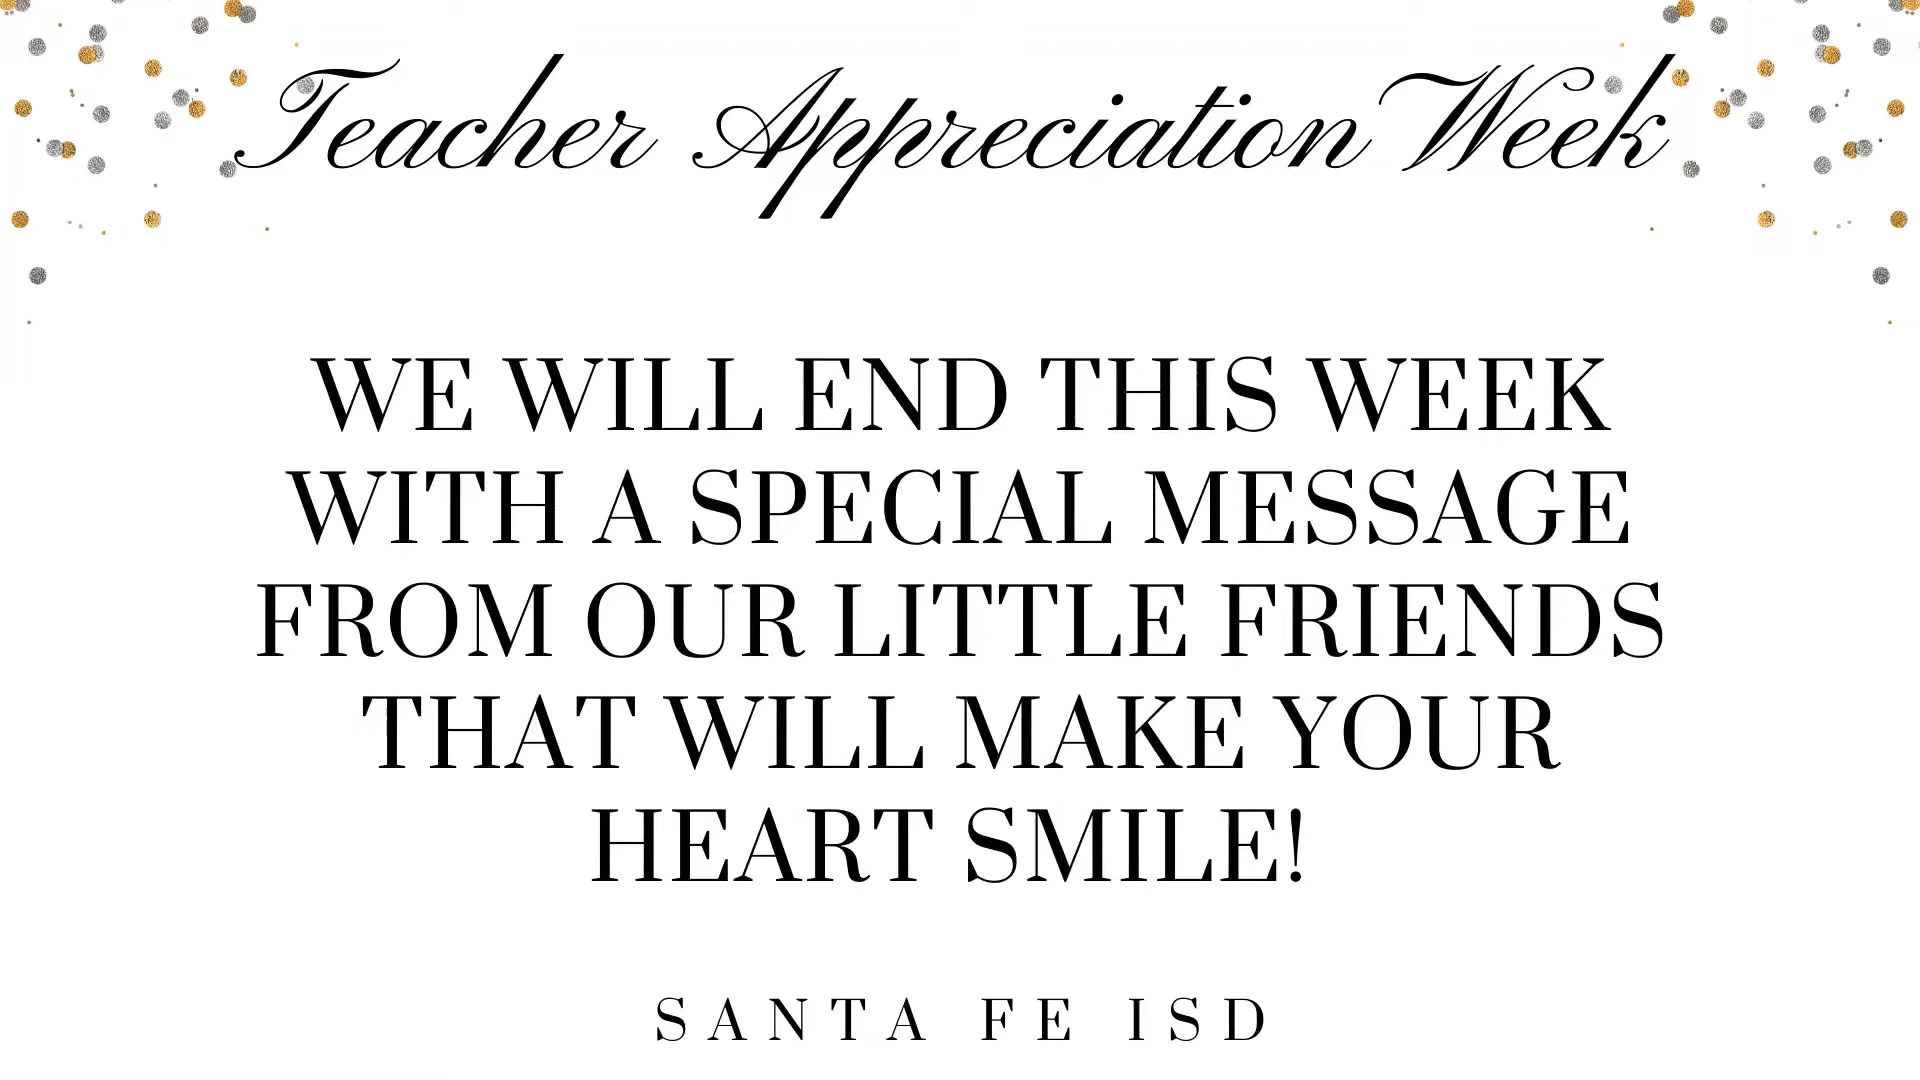 Teacher Appreciation Week
WE WILL END THIS WEEK
WITH A SPECIAL MESSAGE
FROM OUR LITTLE FRIENDS
THAT WILL MAKE YOUR
HEART SMILE!
SANTA FE ISD